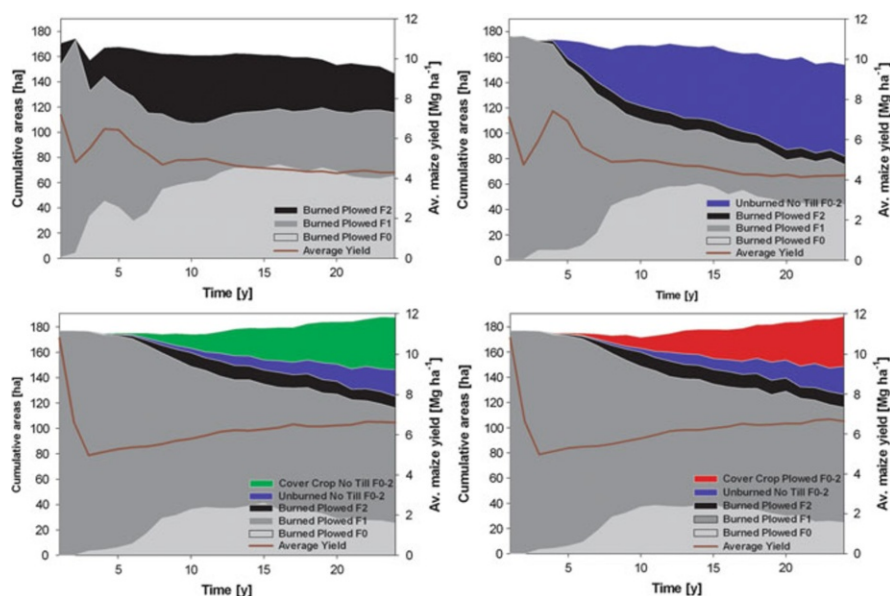 Cumulative areas [ha]
180
160
140
120
100
80
60
40
20
0
12
10
8
6
4
2
0
Av. maize yield [Mg ha-1]
Burned Plowed F2
Burned Plowed F1
Burned Plowed F0
Average Yield
5 10 15 20
Time [y]
Cumulative areas [ha]
180
160
140
120
100
80
60
40
20
0
12
10
8
6
4
2
0
Av. maize yield [Mg ha-1]
Unburned No Till F0-2
Burned Plowed F2
Burned Plowed F1
Burned Plowed F0
Average Yield
5 10 15 20
Time [y]
Cumulative areas [ha]
180
160
140
120
100
80
60
40
20
0
12
10
8
6
4
2
0
Av. maize yield [Mg ha-1]
Cover Crop No Till F0-2
Unburned No Till F0-2
Burned Plowed F2
Burned Plowed F1
Burned Plowed F0
Average Yield
5 10 15 20
Time [y]
Cumulative areas [ha]
180
160
140
120
100
80
60
40
20
0
12
10
8
6
4
2
0
Av. maize yield [Mg ha-1]
Cover Crop Plowed F0-2
Unburned No Till F0-2
Burned Plowed F2
Burned Plowed F1
Burned Plowed F0
Average Yield
5 10 15 20
Time [y]